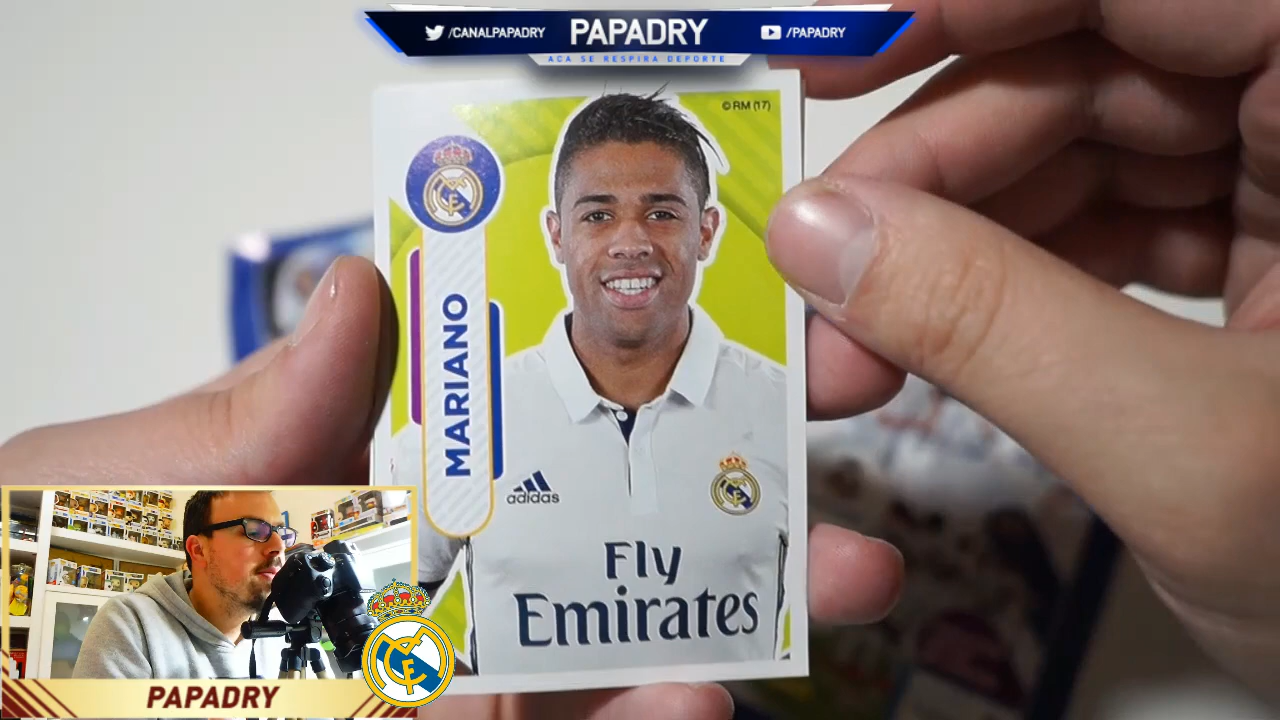 /CANALPAPADRY
PAPADRY
/PAPADRY
ACA SE RESPIRA DEPORTE
© RM (17)
MARIANO
adidas
Fly
Emirates
PAPADRY